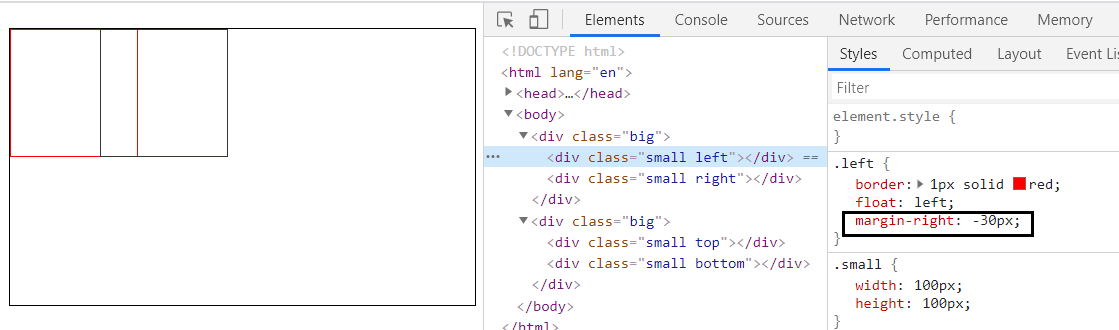 Elements Console Sources Network Performance Memory
<!DOCTYPE html>
<html lang="en">
<head>…</head>
<body>
<div class="big">
<div class="small left"></div> ==
<div class="small right"></div>
</div>
<div class="big">
<div class="small top"></div>
<div class="small bottom"></div>
</div>
</body>
</html>
Styles Computed Layout Event Lis
Filter
element.style {
}
.left {
border: 1px solid red;
float: left;
margin-right: -30px;
}
.small {
width: 100px;
height: 100px;
}